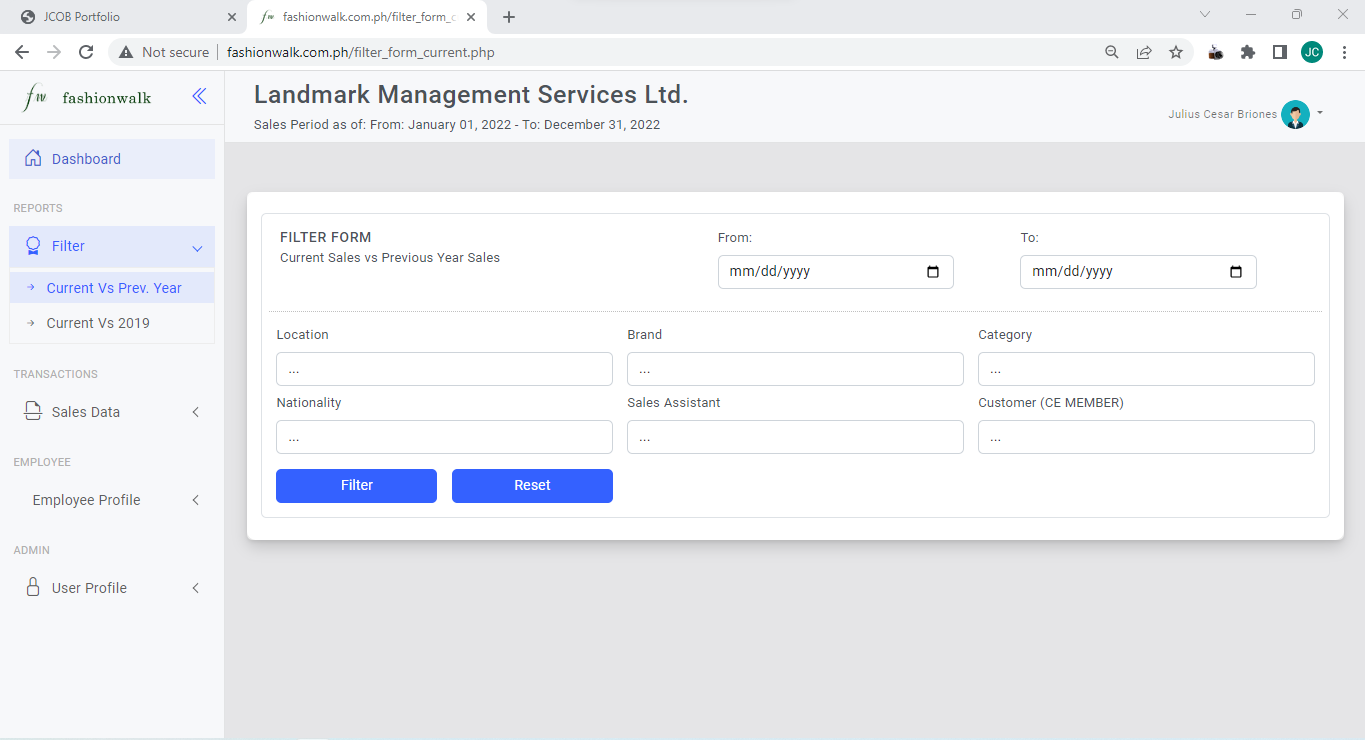 JCOB Portfolio
fashionwalk.com.ph/filter_form_c
Not secure
fashionwalk.com.ph/filter_form_current.php
JC
fw fashionwalk
Landmark Management Services Ltd.
Sales Period as of: From: January 01, 2022 - To: December 31, 2022
Julius Cesar Briones
Dashboard
REPORTS
Filter
Current Vs Prev. Year
Current Vs 2019
TRANSACTIONS
Sales Data
EMPLOYEE
Employee Profile
ADMIN
User Profile
FILTER FORM
Current Sales vs Previous Year Sales
From:
To:
mm/dd/yyyy
mm/dd/yyyy
Location
Brand
Category
...
...
...
Nationality
Sales Assistant
Customer (CE MEMBER)
...
...
...
Filter
Reset